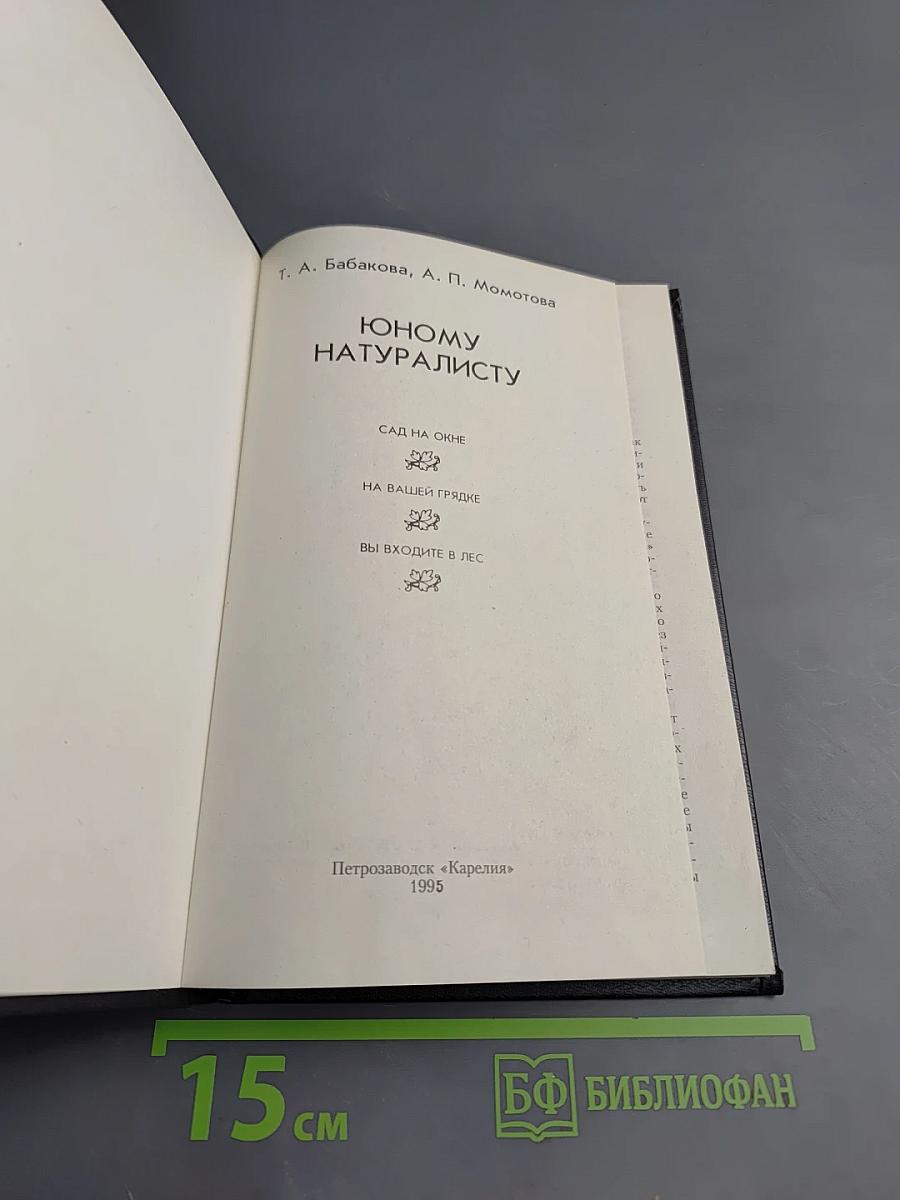 Т. А. Бабакова, А. П. Момотова
ЮНОМУ
НАТУРАЛИСТУ
САД НА ОКНЕ
НА ВАШЕЙ ГРЯДКЕ
ВЫ ВХОДИТЕ В ЛЕС
Петрозаводск «Карелия»
1995
15 см
БФ БИБЛИОФАН